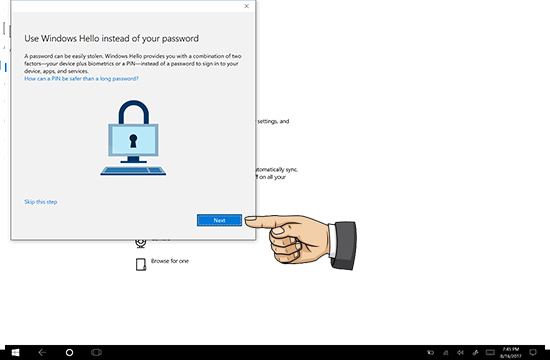 Use Windows Hello instead of your password
A password can be easily stolen. Windows Hello provides you with a combination of two
factors—your device plus biometrics or a PIN—instead of a password to sign in to your
device, apps, and services.
How can a PIN be safer than a long password?
settings, and
automatically sync.
on all your
Skip this step
Next
Browse for one
7:45 PM
8/16/2017